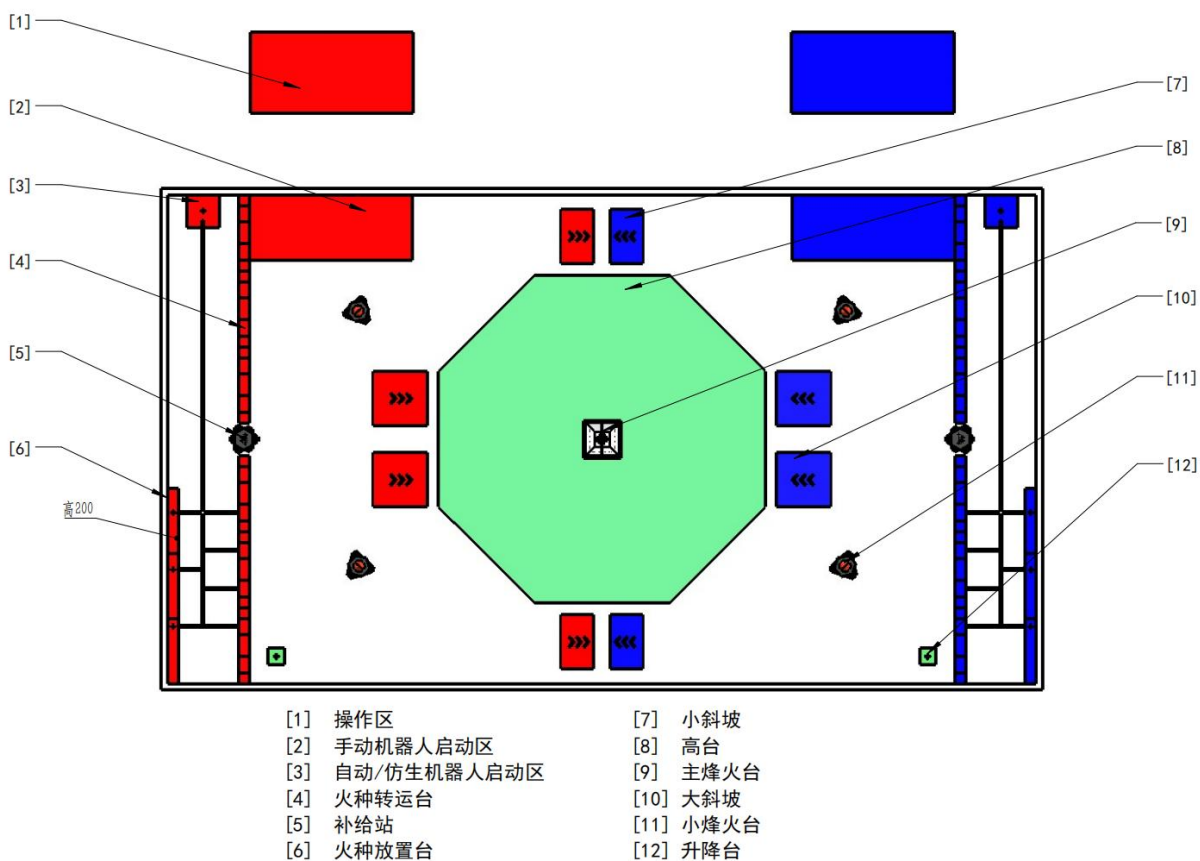 [1]
[2]
[3]
[4]
[5]
[6]
高200
[7]
[8]
[9]
[10]
[11]
[12]
[1] 操作区
[2] 手动机器人启动区
[3] 自动/仿生机器人启动区
[4] 火种转运台
[5] 补给站
[6] 火种放置台
[7] 小斜坡
[8] 高台
[9] 主烽火台
[10] 大斜坡
[11] 小烽火台
[12] 升降台